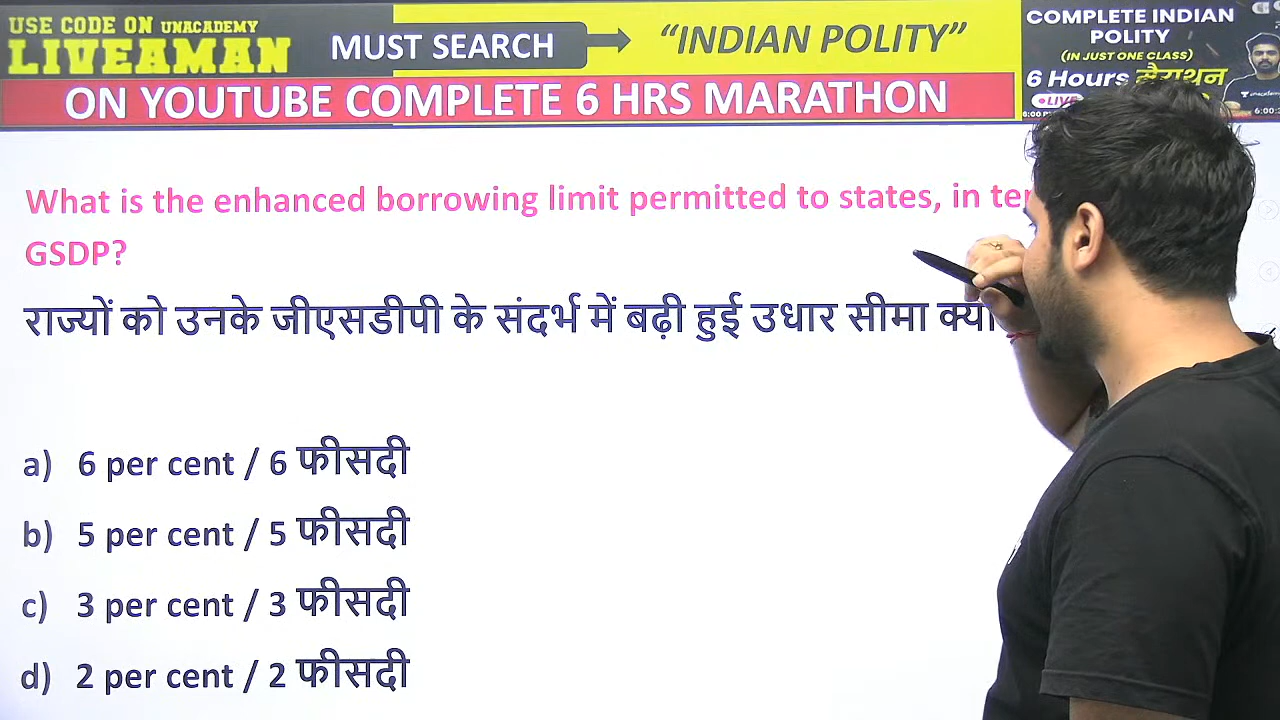 USE CODE ON UNACADEMY
LIVEAMAN
MUST SEARCH
"INDIAN POLITY"
ON YOUTUBE COMPLETE 6 HRS MARATHON
COMPLETE INDIAN
POLITY
(IN JUST ONE CLASS)
6 Hours मैराथन
What is the enhanced borrowing limit permitted to states, in
GSDP?
राज्यों को उनके जीएसडीपी के संदर्भ में बढ़ी हुई उधार सीमा
a) 6 per cent / 6 फीसदी
b) 5 per cent / 5 फीसदी
c) 3 per cent / 3 फीसदी
d) 2 per cent / 2 फीसदी